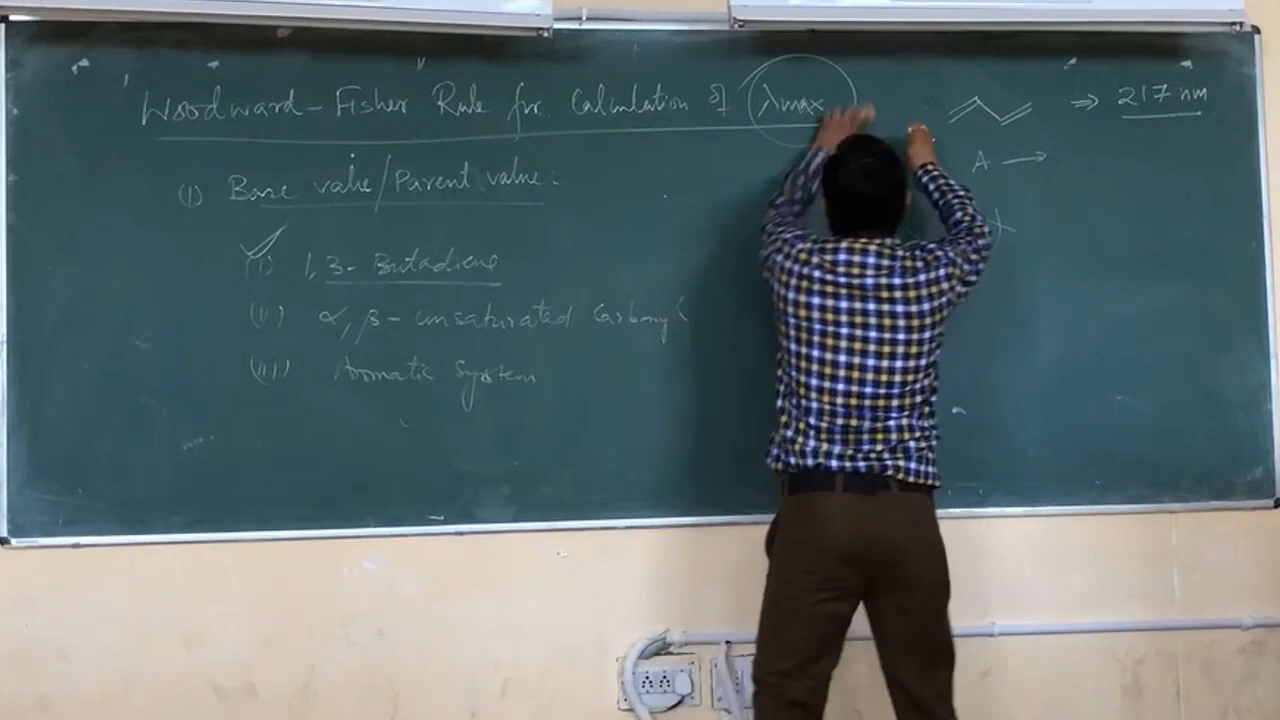 Woodward-Fisher Rule for Calculation of λmax
(1) Base value/Parent value:
(i) 1,3-Butadiene
(ii) α,β-unsaturated Carbonyl
(iii) Aromatic System
⇒ 217 nm
A →